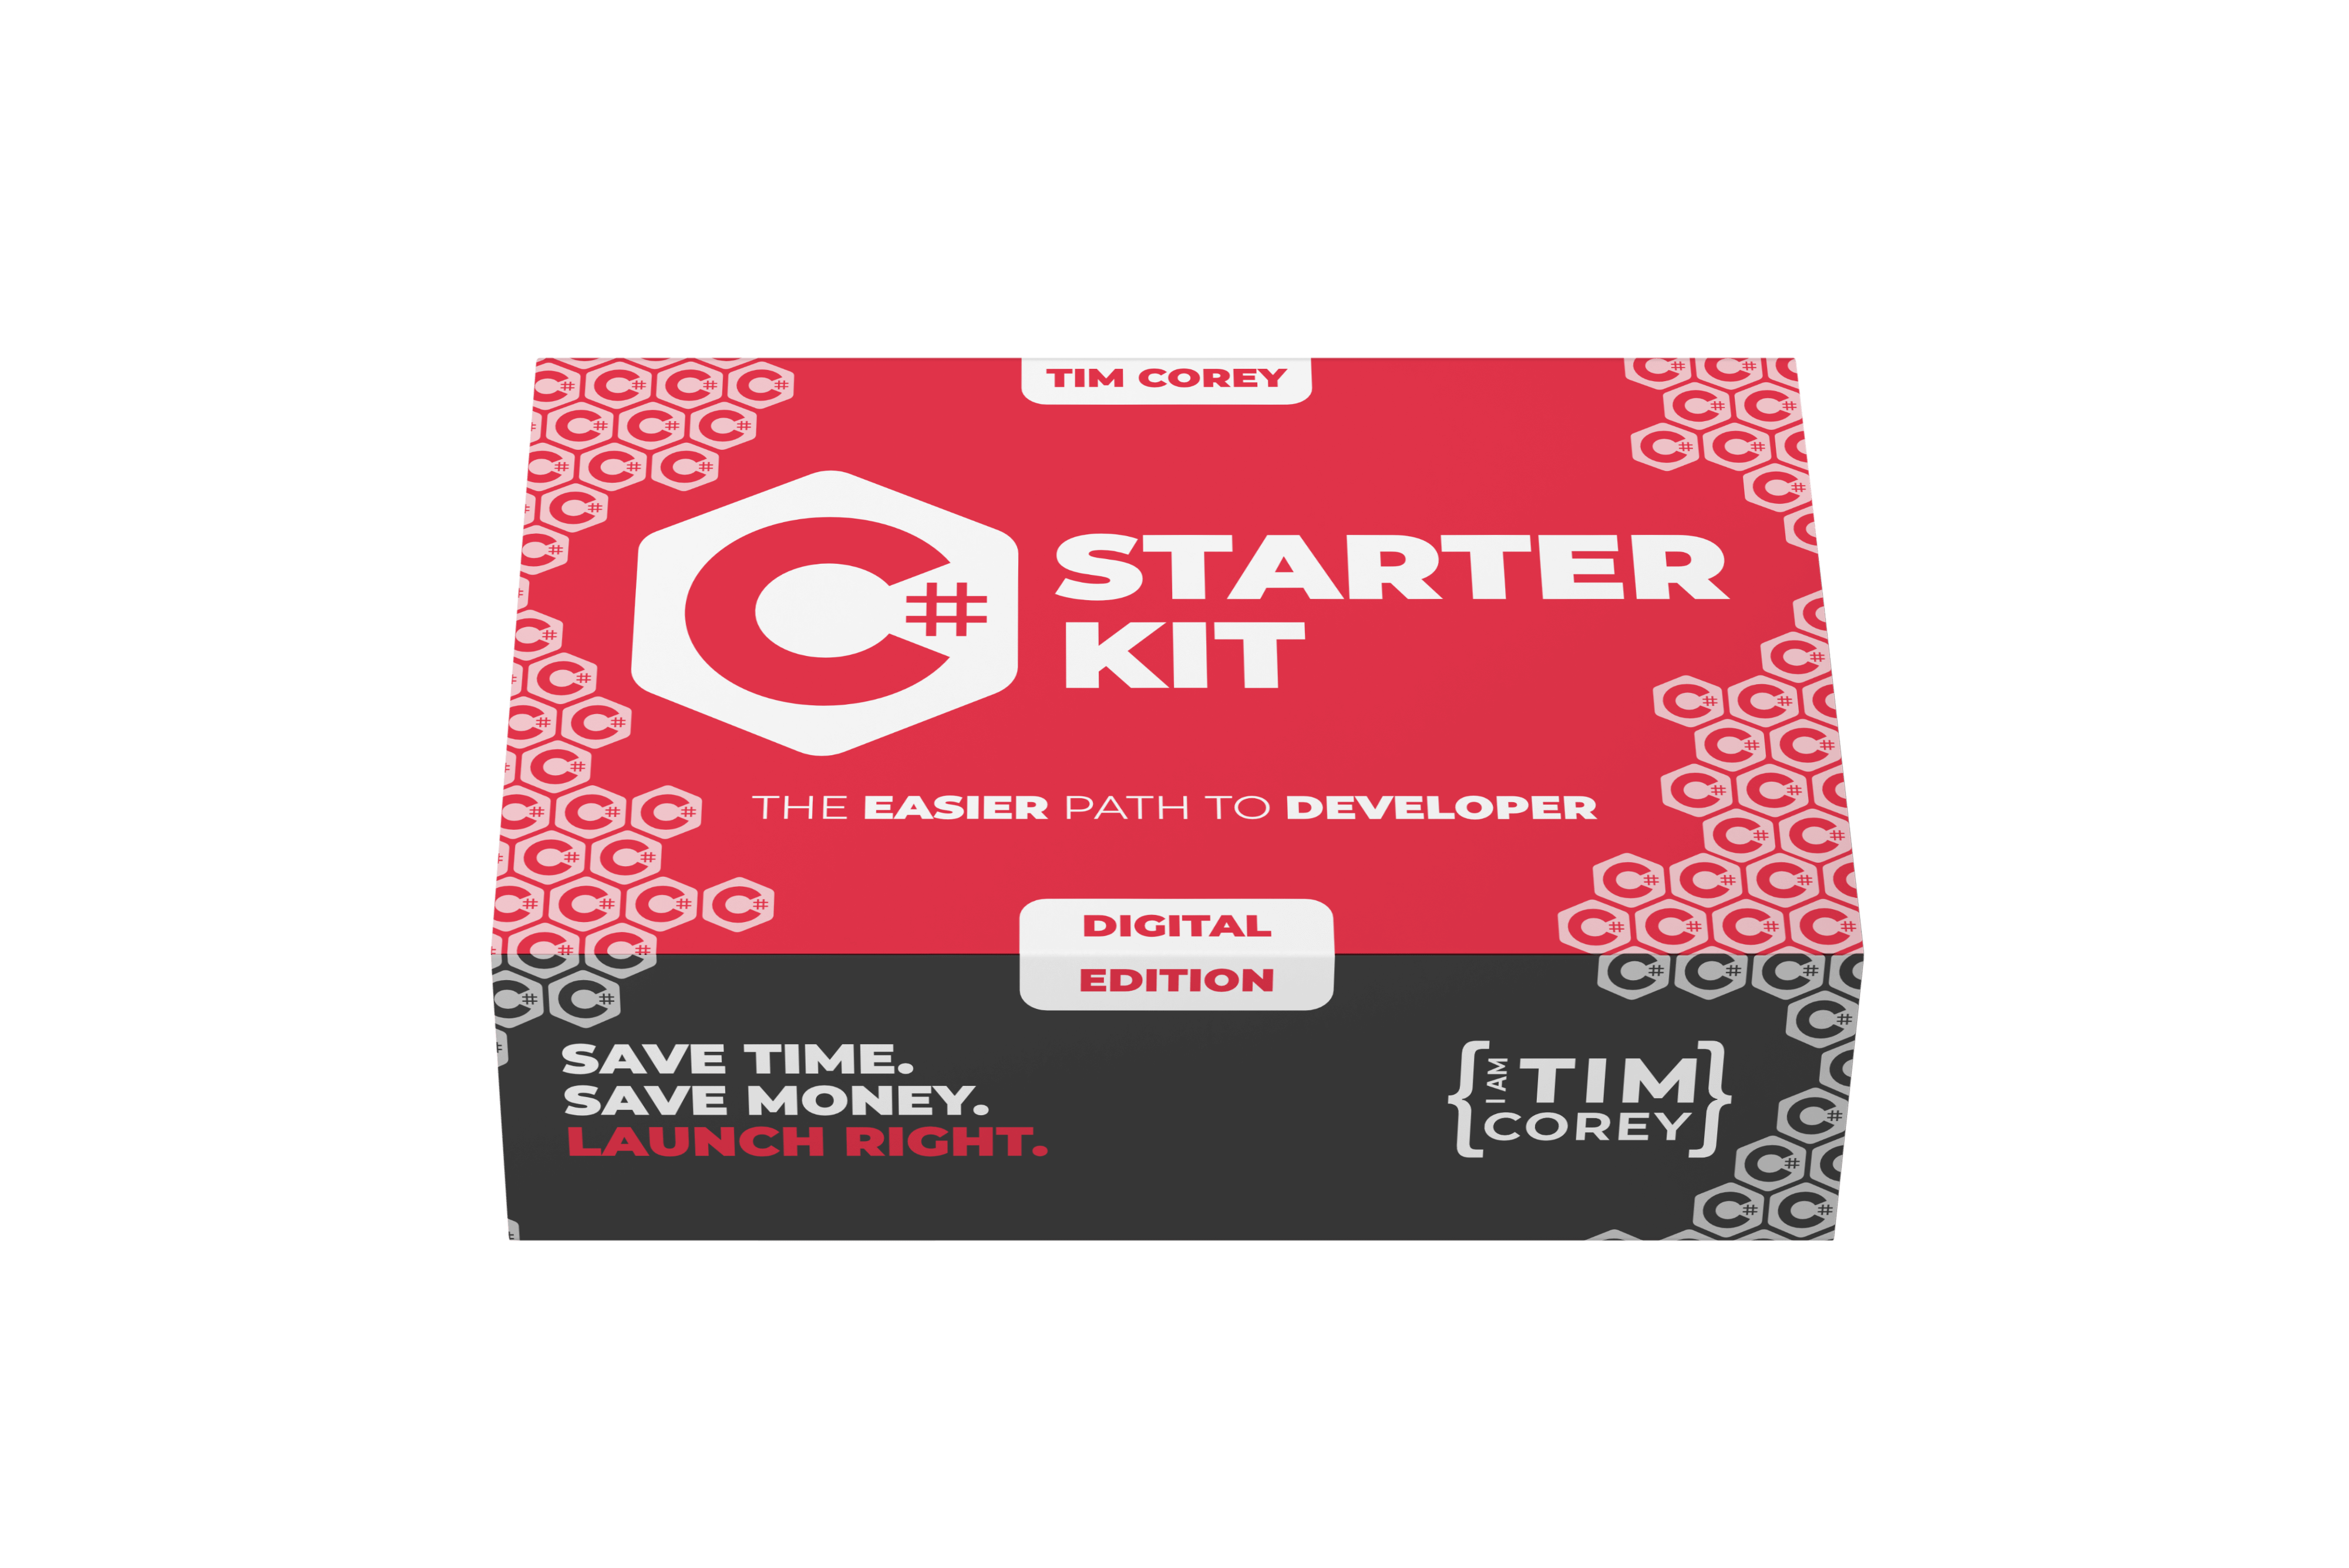 TIM COREY
C#
STARTER
KIT
THE EASIER PATH TO DEVELOPER
DIGITAL
EDITION
SAVE TIME.
SAVE MONEY.
LAUNCH RIGHT.
{I AM TIM
COREY}